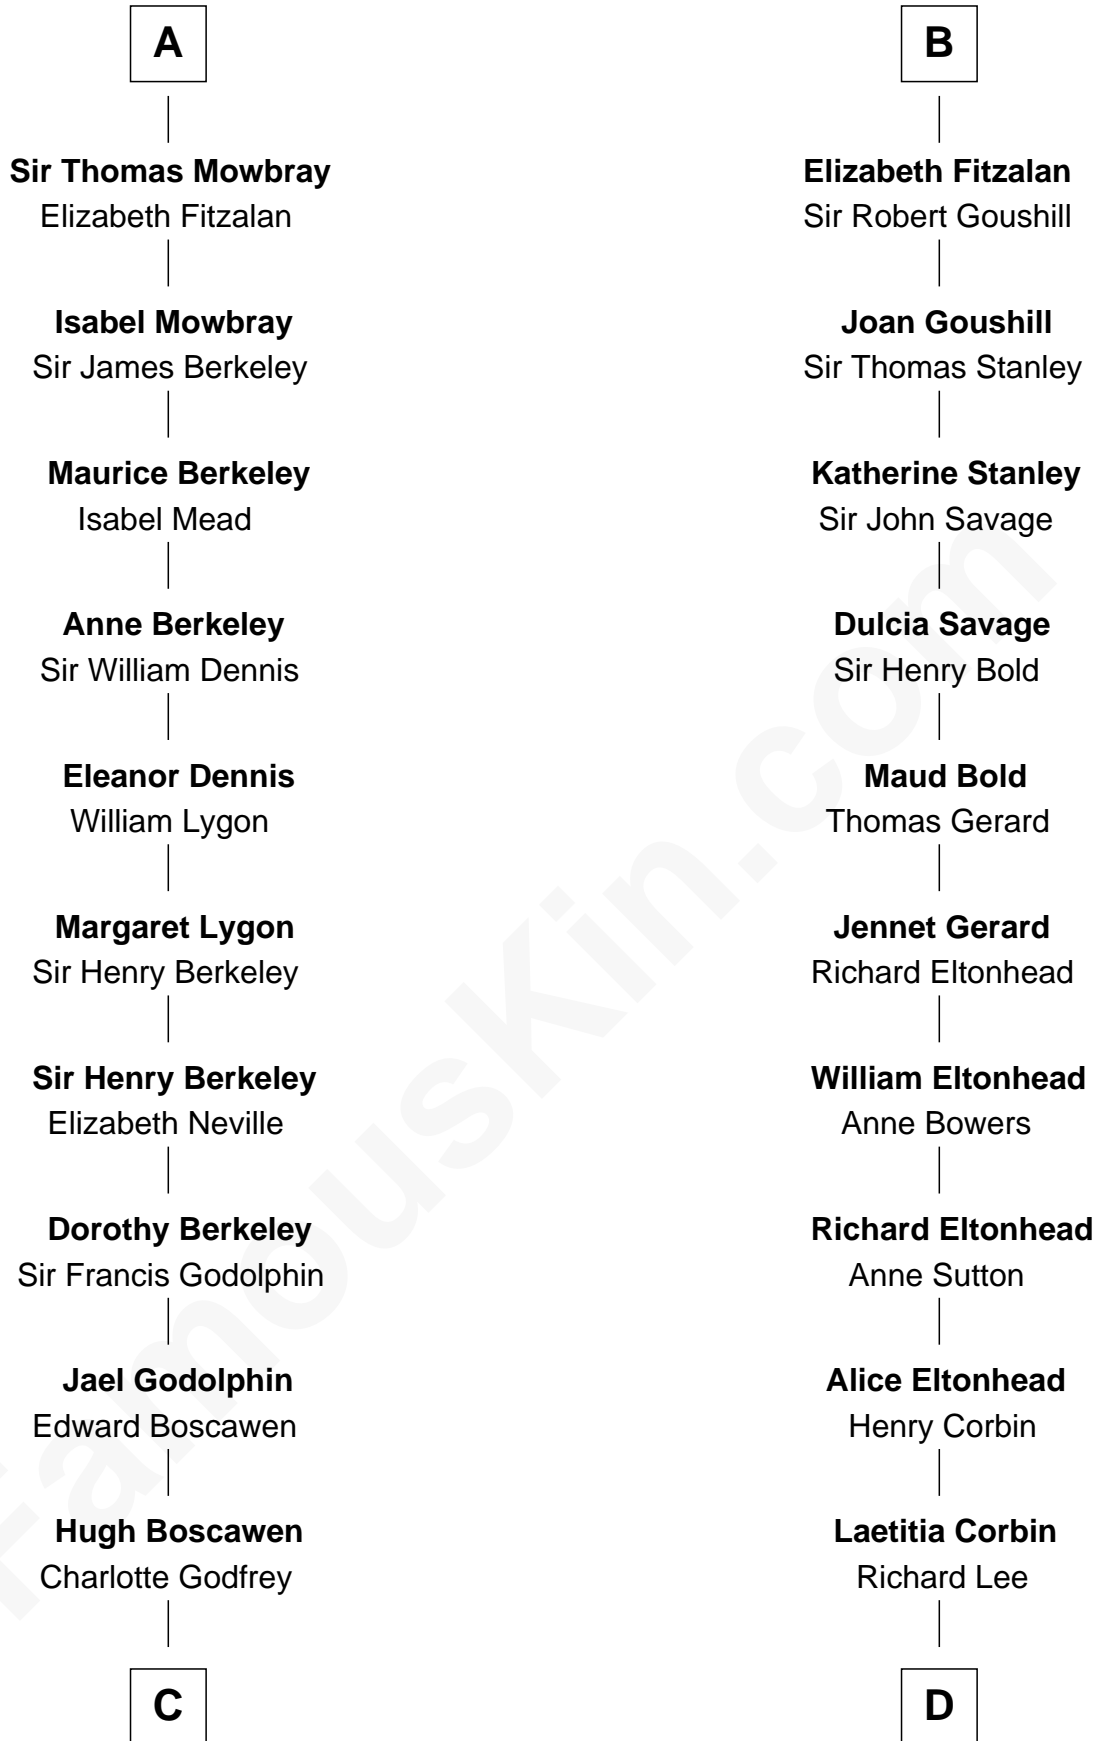 A
Sir Thomas Mowbray
Elizabeth Fitzalan
Isabel Mowbray
Sir James Berkeley
Maurice Berkeley
Isabel Mead
Anne Berkeley
Sir William Dennis
Eleanor Dennis
William Lygon
Margaret Lygon
Sir Henry Berkeley
Sir Henry Berkeley
Elizabeth Neville
Dorothy Berkeley
Sir Francis Godolphin
Jael Godolphin
Edward Boscawen
Hugh Boscawen
Charlotte Godfrey
C
B
Elizabeth Fitzalan
Sir Robert Goushill
Joan Goushill
Sir Thomas Stanley
Katherine Stanley
Sir John Savage
Dulcia Savage
Sir Henry Bold
Maud Bold
Thomas Gerard
Jennet Gerard
Richard Eltonhead
William Eltonhead
Anne Bowers
Richard Eltonhead
Anne Sutton
Alice Eltonhead
Henry Corbin
Laetitia Corbin
Richard Lee
D
FamousKin.com